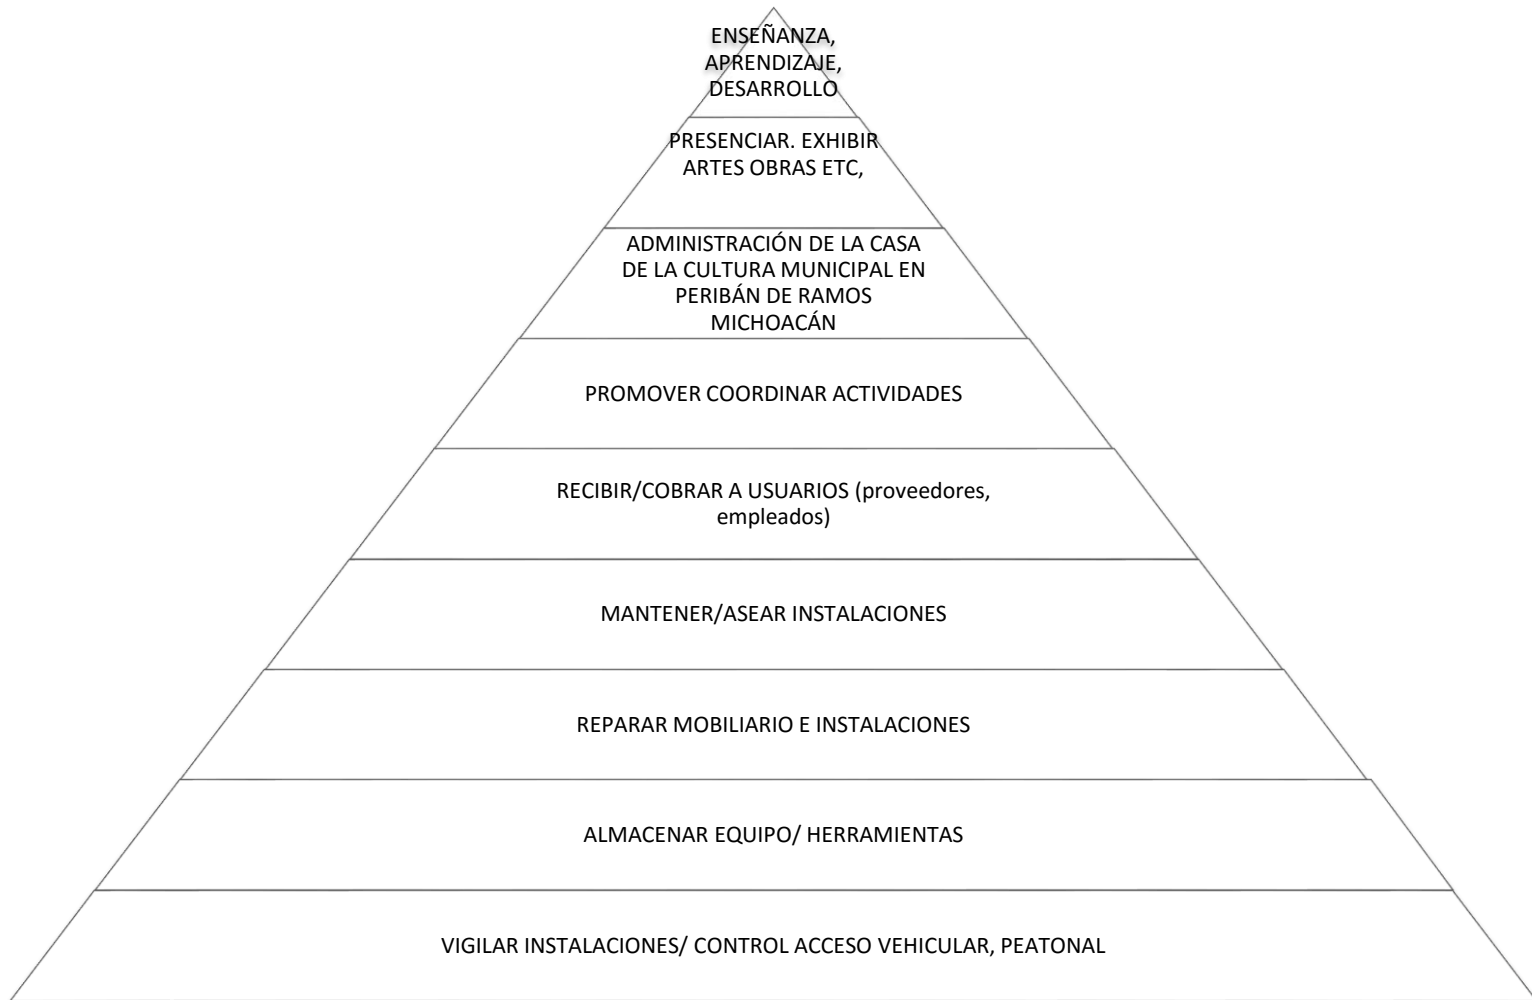 ENSEÑANZA,
APRENDIZAJE,
DESARROLLO
PRESENCIAR. EXHIBIR
ARTES OBRAS ETC,
ADMINISTRACIÓN DE LA CASA
DE LA CULTURA MUNICIPAL EN
PERIBÁN DE RAMOS
MICHOACÁN
PROMOVER COORDINAR ACTIVIDADES
RECIBIR/COBRAR A USUARIOS (proveedores,
empleados)
MANTENER/ASEAR INSTALACIONES
REPARAR MOBILIARIO E INSTALACIONES
ALMACENAR EQUIPO/ HERRAMIENTAS
VIGILAR INSTALACIONES/ CONTROL ACCESO VEHICULAR, PEATONAL